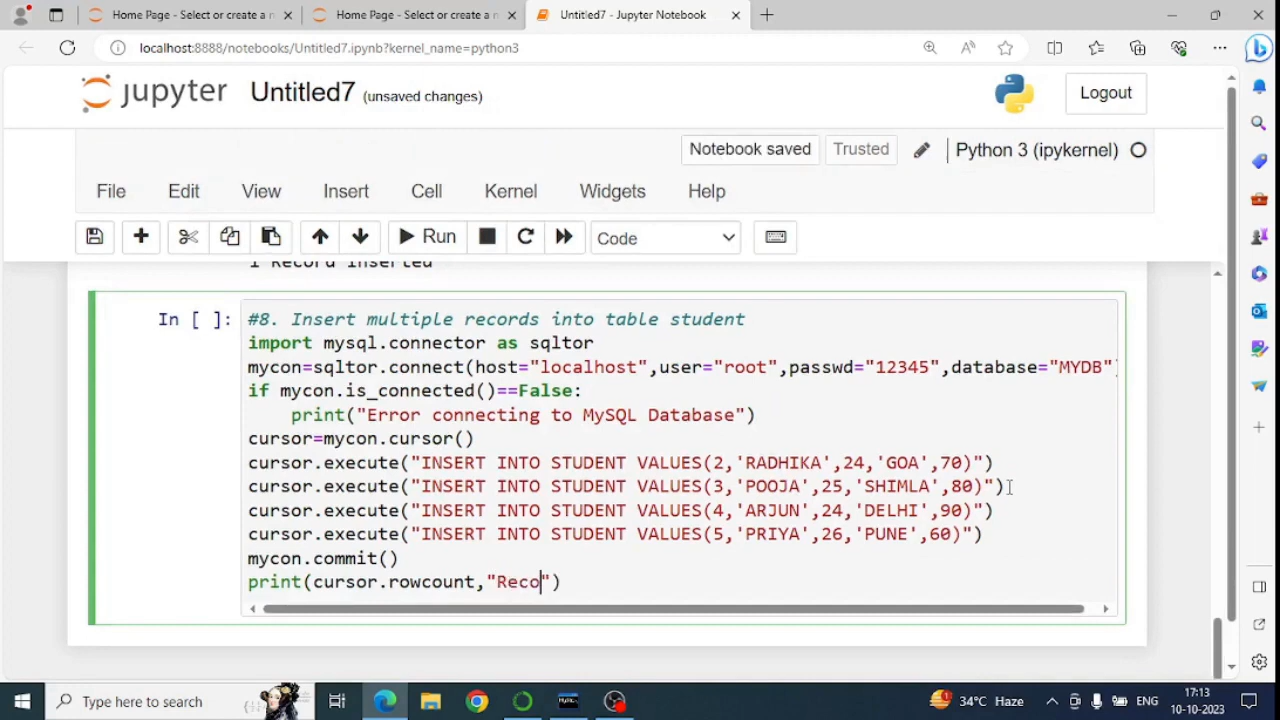 Home Page - Select or create a n
Home Page - Select or create a n
Untitled7 - Jupyter Notebook
localhost:8888/notebooks/Untitled7.ipynb?kernel_name=python3
jupyter Untitled7 (unsaved changes)
Logout
Notebook saved
Trusted
Python 3 (ipykernel)
File
Edit
View
Insert
Cell
Kernel
Widgets
Help
Run
Code
1 Record inserted
In [ ]:
#8. Insert multiple records into table student
import mysql.connector as sqltor
mycon=sqltor.connect(host="localhost",user="root",passwd="12345",database="MYDB")
if mycon.is_connected()==False:
print("Error connecting to MySQL Database")
cursor=mycon.cursor()
cursor.execute("INSERT INTO STUDENT VALUES(2,'RADHIKA',24,'GOA',70)")
cursor.execute("INSERT INTO STUDENT VALUES(3,'POOJA',25,'SHIMLA',80)")
cursor.execute("INSERT INTO STUDENT VALUES(4,'ARJUN',24,'DELHI',90)")
cursor.execute("INSERT INTO STUDENT VALUES(5,'PRIYA',26,'PUNE',60)")
mycon.commit()
print(cursor.rowcount,"Reco")
Type here to search
34°C Haze
ENG
17:13
10-10-2023